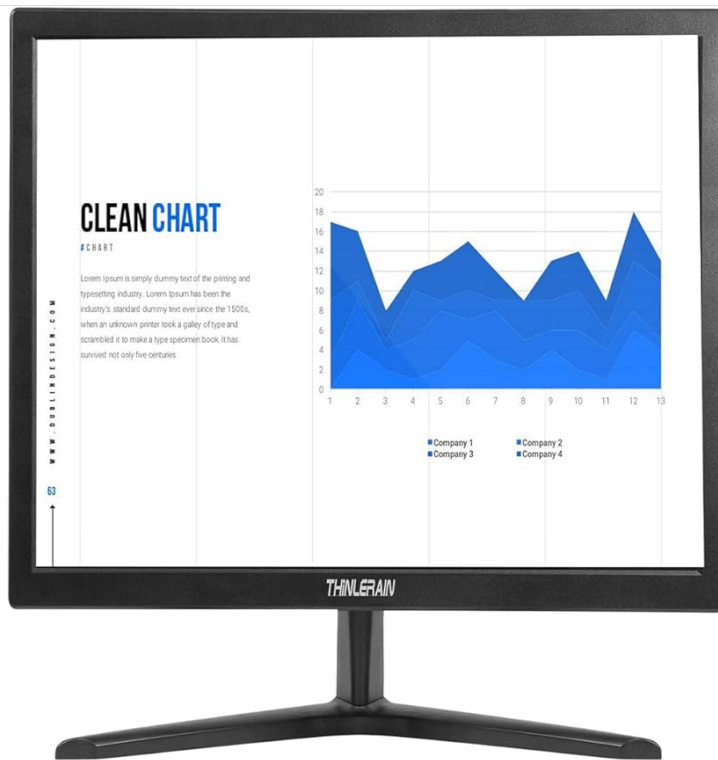 CLEAN CHART
#CHART
Lorem Ipsum is simply dummy text of the printing and
typesetting industry. Lorem Ipsum has been the
industry's standard dummy text ever since the 1500s,
when an unknown printer took a galley of type and
scrambled it to make a type specimen book. It has
survived not only five centuries
WWW.DUBLINDESIGN.COM
63
20
18
16
14
12
10
8
6
4
2
0
1 2 3 4 5 6 7 8 9 10 11 12 13
Company 1 Company 2
Company 3 Company 4
THINLERAIN